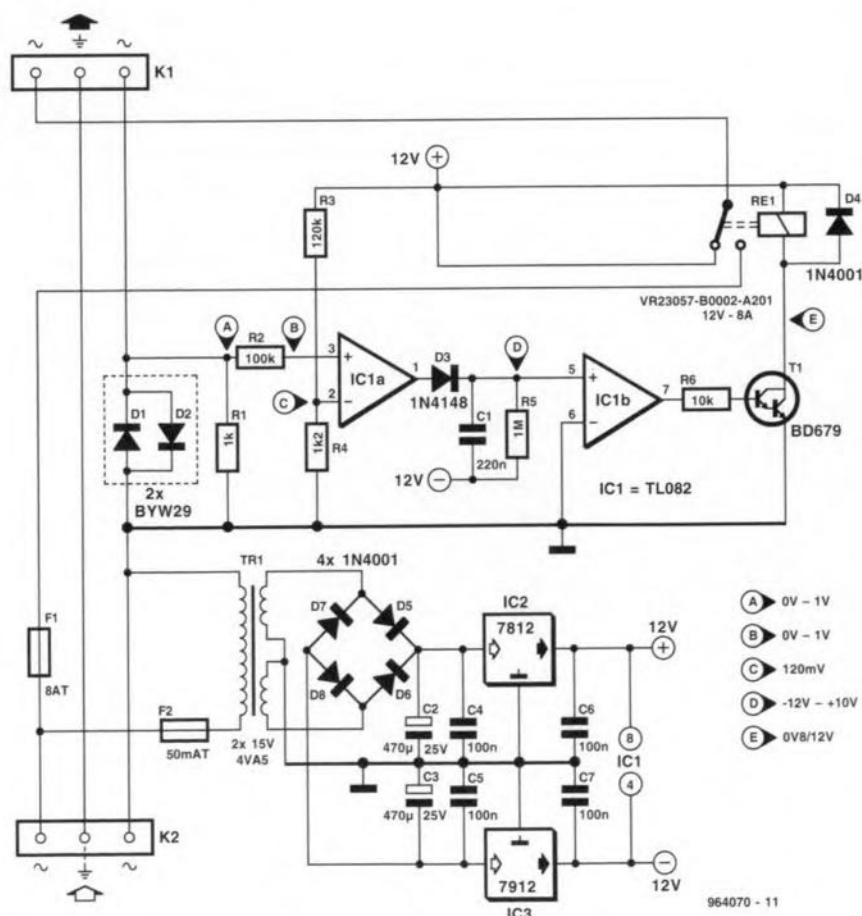 ~ ⏚ ~
K1
12V +
R3
120k
RE1
D4
1N4001
VR23057-B0002-A201
12V - 8A
A
R2
100k
B
3
+
IC1a
1
2
−
C
D3
1N4148
D
5
+
IC1b
7
6
−
R6
10k
E
T1
BD679
D1
D2
2x
BYW29
R1
1k
R4
1k2
C1
220n
R5
1M
12V −
IC1 = TL082
TR1
4x 1N4001
D7
D5
D8
D6
IC2
7812
12V
+
F1
8AT
F2
50mAT
2x 15V
4VA5
C2
470µ
25V
C4
100n
C6
100n
8
IC1
4
C3
470µ
25V
C5
100n
C7
100n
7912
IC3
−
12V
A 0V – 1V
B 0V – 1V
C 120mV
D -12V – +10V
E 0V8/12V
K2
~ ⏚ ~
964070 - 11